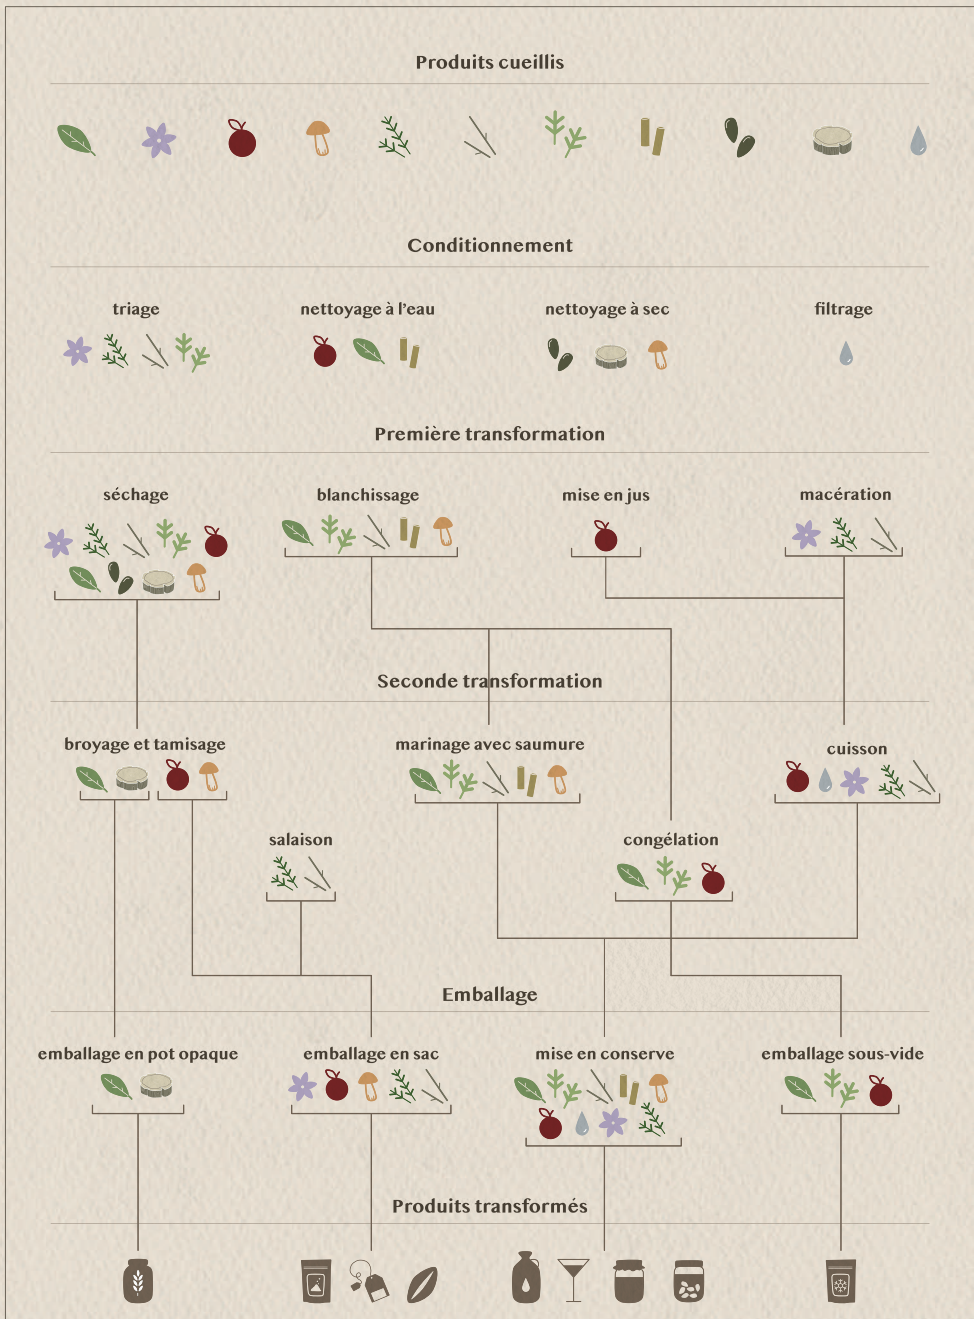 Produits cueillis
Conditionnement
triage
nettoyage à l'eau
nettoyage à sec
filtrage
Première transformation
séchage
blanchissage
mise en jus
macération
Seconde transformation
broyage et tamisage
marinage avec saumure
cuisson
salaison
congélation
Emballage
emballage en pot opaque
emballage en sac
mise en conserve
emballage sous-vide
Produits transformés